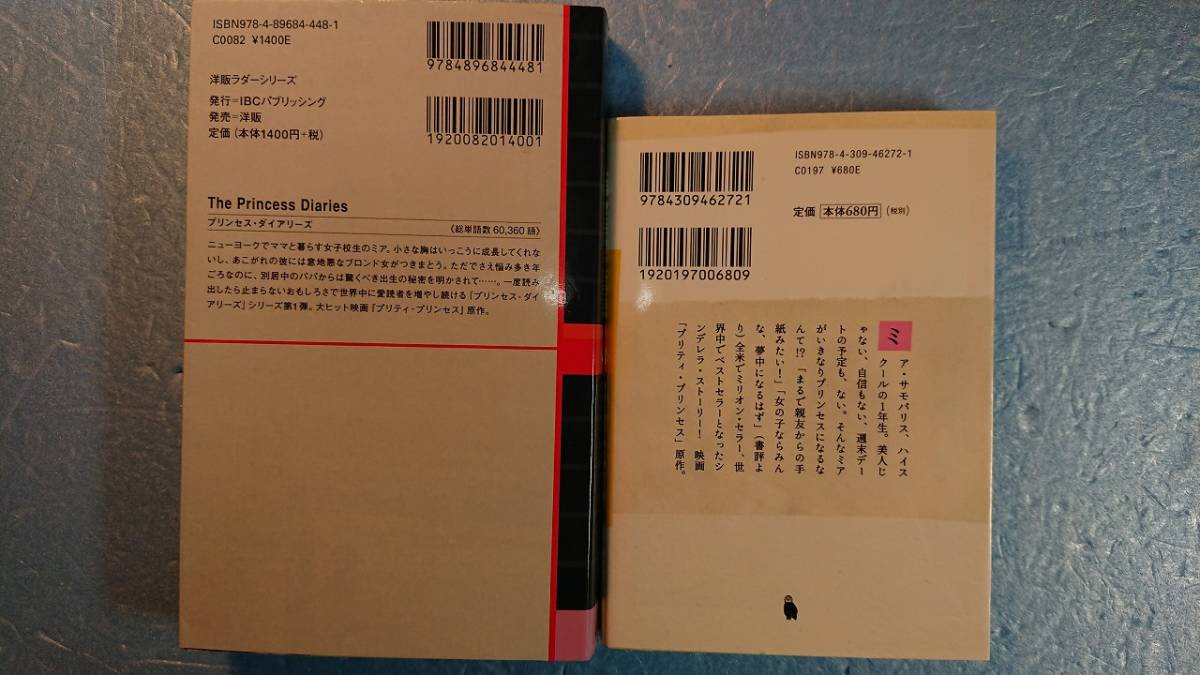 ISBN978-4-89684-448-1
C0082 ¥1400E
9784896844481
洋販ラダーシリーズ
発行=IBCパブリッシング
発売=洋販
定価(本体1400円+税)
1920082014001
The Princess Diaries
プリンセス・ダイアリーズ
〈総単語数 60,360 語〉
ニューヨークでママと暮らす女子校生のミア。小さな胸はいっこうに成長してくれな
いし、あこがれの彼には意地悪なブロンド女がつきまとう。ただでさえ悩み多き年
ごろなのに、別居中のパパからは驚くべき出生の秘密を明かされて……。一度読み
出したら止まらないおもしろさで世界中に愛読者を増やし続ける『プリンセス・ダイ
アリーズ』シリーズ第1弾。大ヒット映画『プリティ・プリンセス』原作。
9784309462721
ISBN978-4-309-46272-1
C0197 ¥680E
定価 本体680円 (税別)
1920197006809
ミア・サモパリス、ハイス
クールの1年生。美人じ
ゃない、自信もない、週末デー
トの予定も、ない。そんなミア
がいきなりプリンセスになるな
んて!?「まるで親友からの手
紙みたい!」「女の子ならみん
な、夢中になるはず」(書評よ
り)全米でミリオン・セラー、世
界中でベストセラーとなったシ
ンデレラ・ストーリー! 映画
「プリティ・プリンセス」原作。